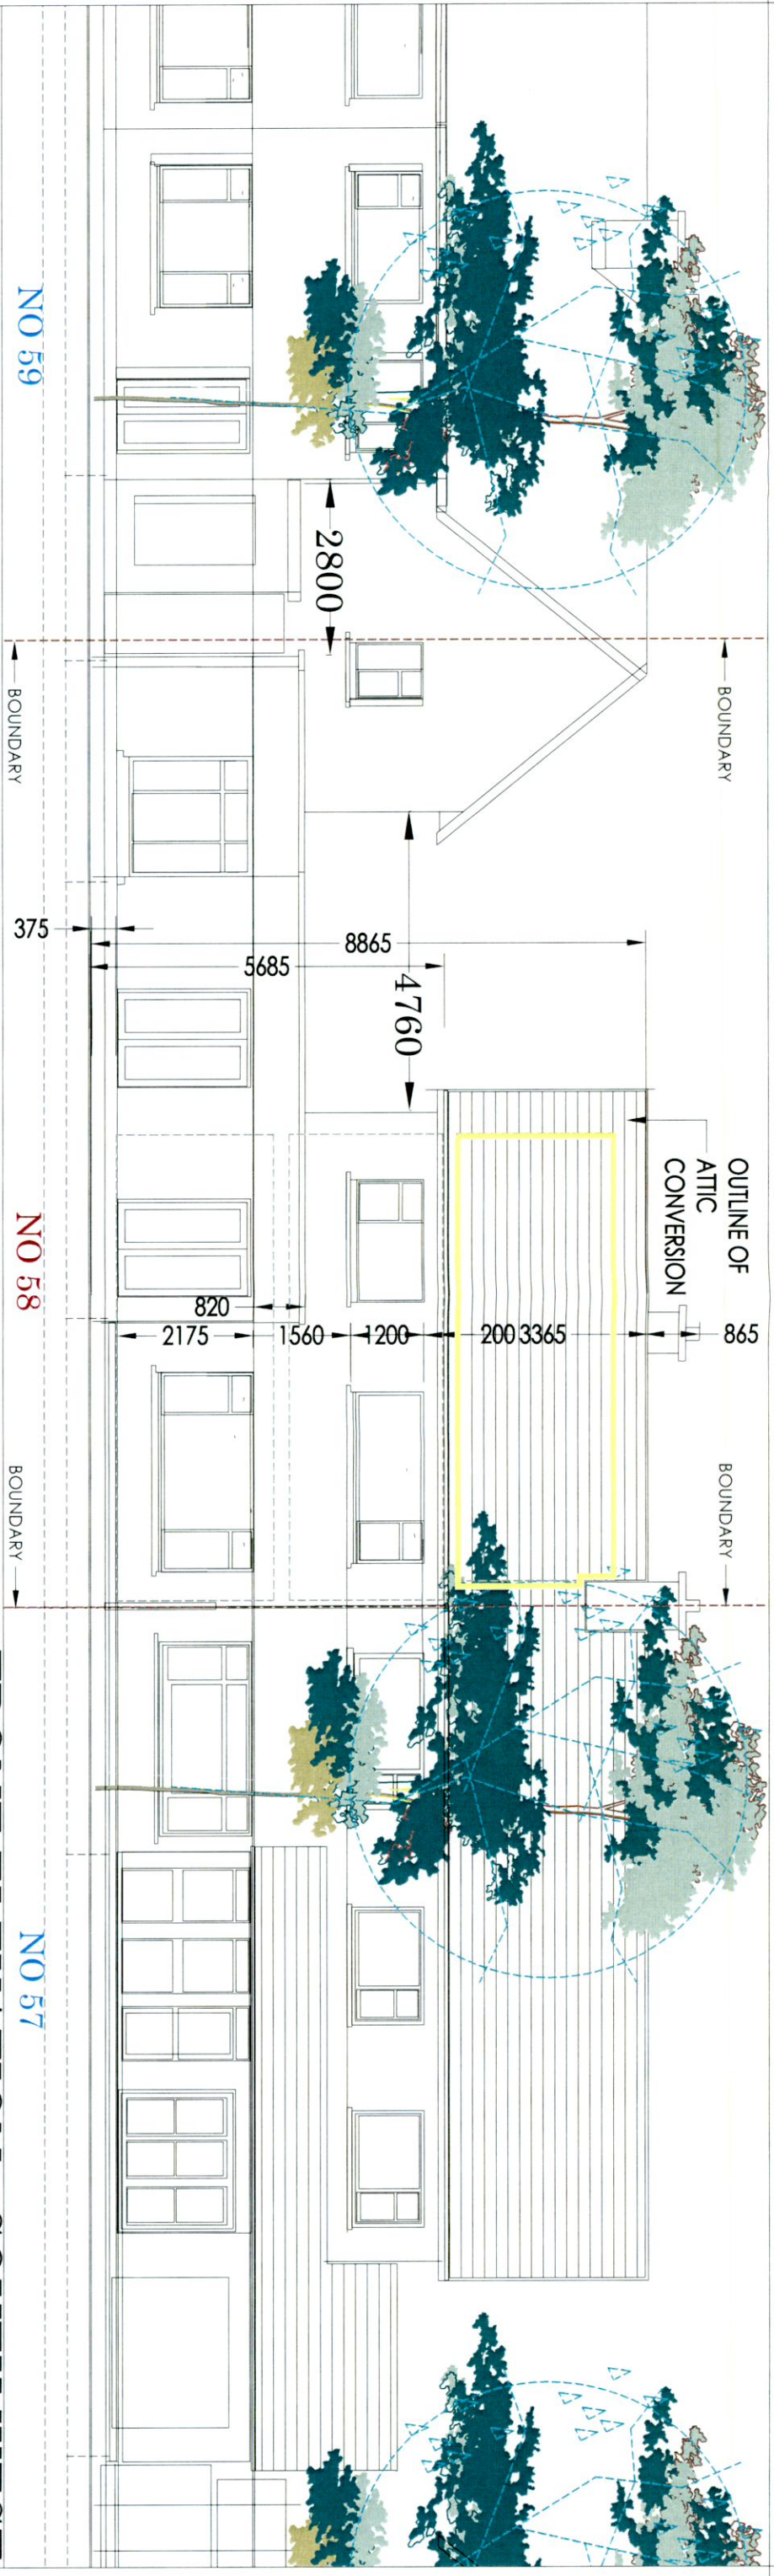 OUTLINE OF
ATTIC
CONVERSION
BOUNDARY
BOUNDARY
865
2800
4760
8865
5685
200 3365
1200
1560
820
2175
375
BOUNDARY
BOUNDARY
NO 59
NO 58
NO 57